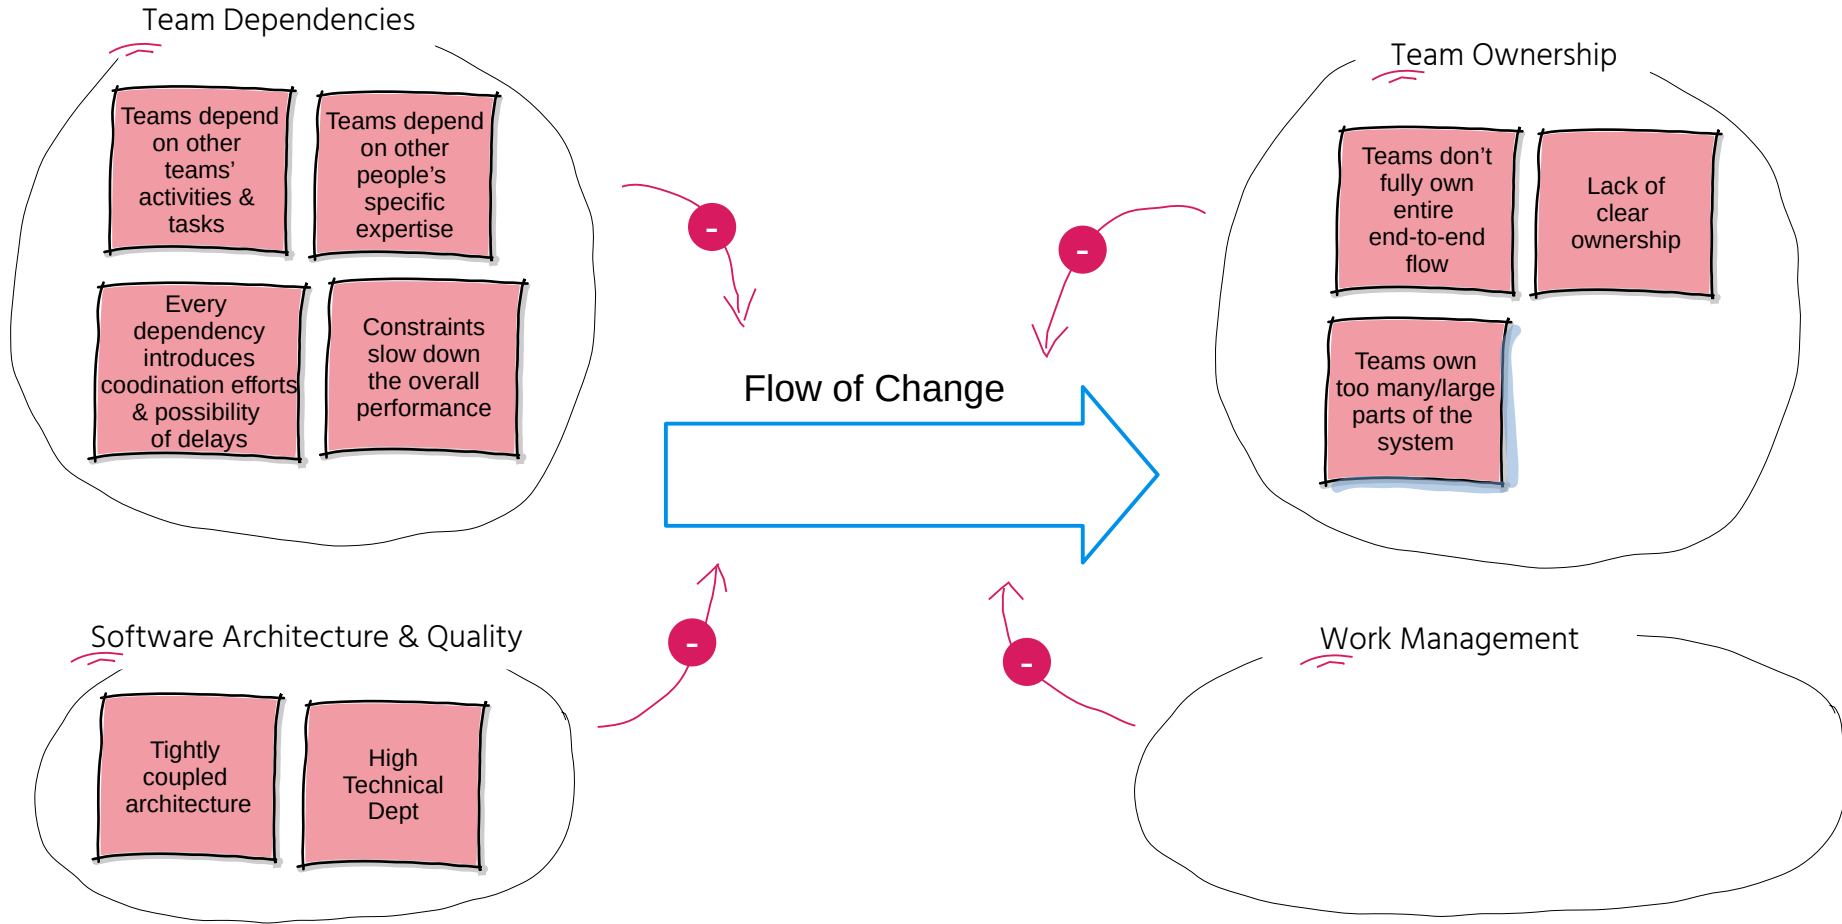 Team Dependencies
Teams depend
on other
teams’
activities &
tasks
Teams depend
on other
people’s
specific
expertise
Every
dependency
introduces
coodination efforts
& possibility
of delays
Constraints
slow down
the overall
performance
-
-
Flow of Change
Team Ownership
Teams don’t
fully own
entire
end-to-end
flow
Lack of
clear
ownership
Teams own
too many/large
parts of the
system
Software Architecture & Quality
Tightly
coupled
architecture
High
Technical
Dept
-
-
Work Management